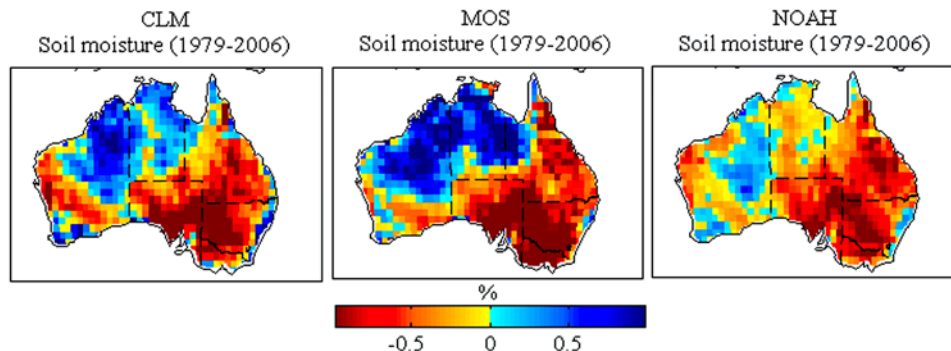 CLM
Soil moisture (1979-2006)
MOS
Soil moisture (1979-2006)
NOAH
Soil moisture (1979-2006)
%
-0.5 0 0.5